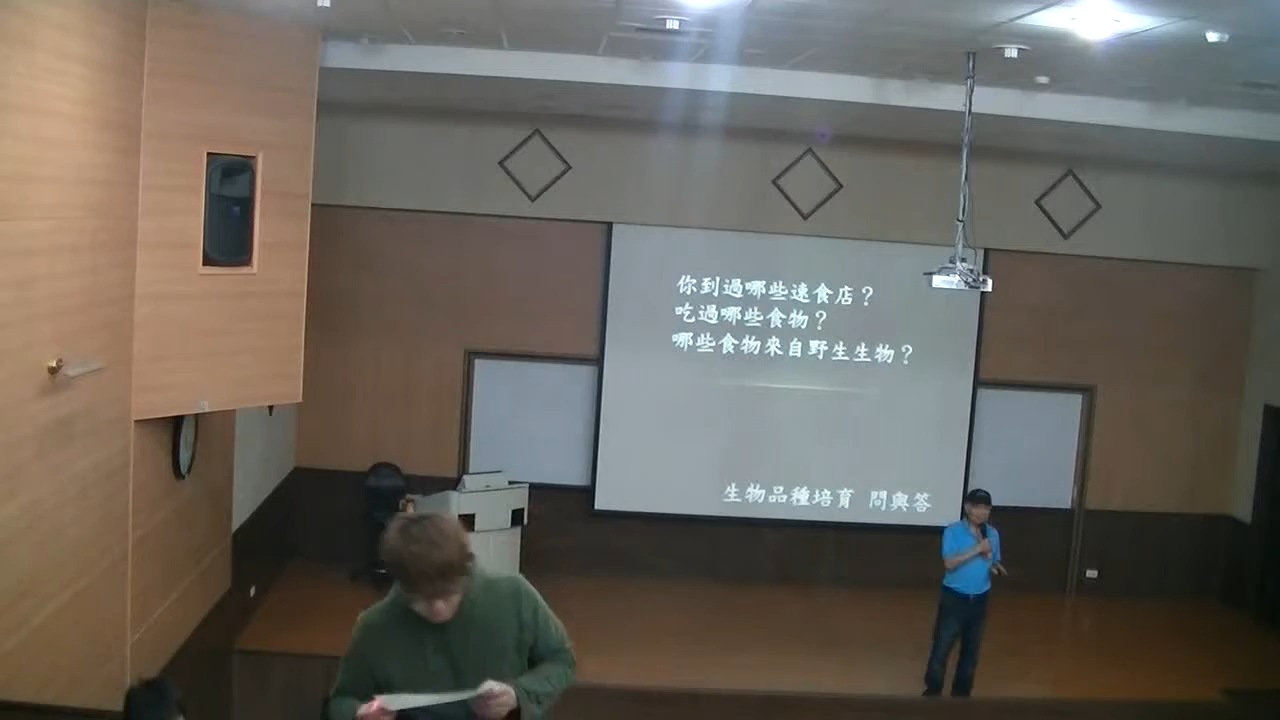 你到過哪些速食店？
吃過哪些食物？
哪些食物來自野生生物？
生物品種培育 問與答